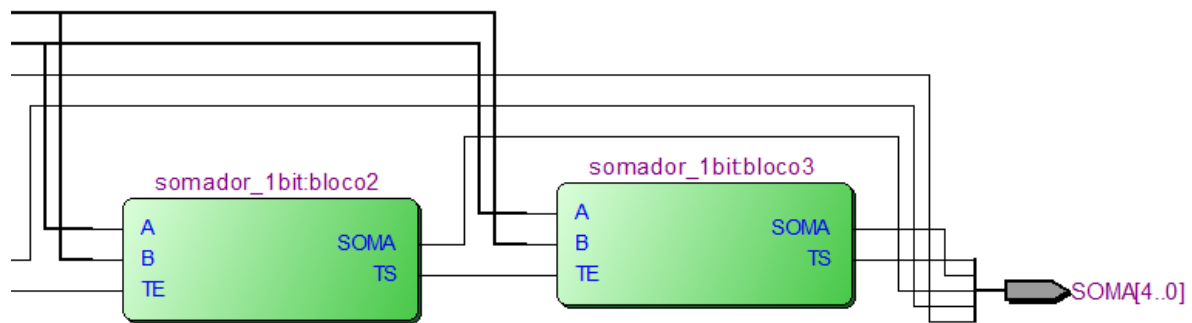 somador_1bit:bloco2
A
B
TE
SOMA
TS
somador_1bit:bloco3
A
B
TE
SOMA
TS
SOMA[4..0]